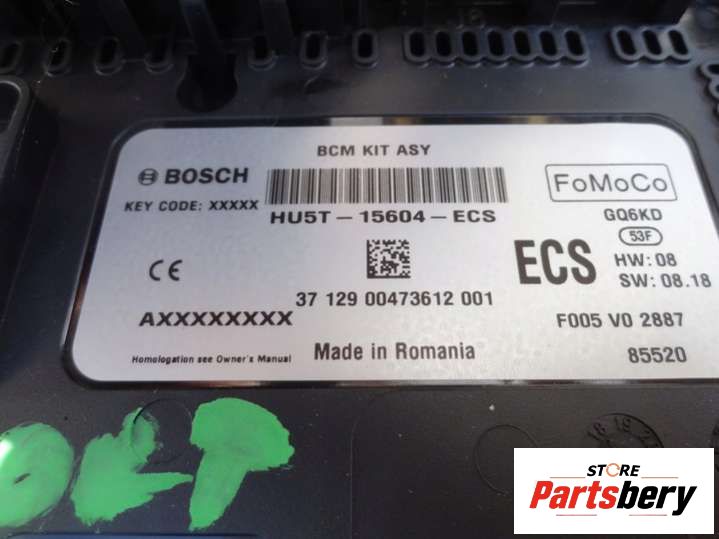 BCM KIT ASY
BOSCH
FoMoCo
KEY CODE: XXXXX
HU5T-15604-ECS
GQ6KD
53F
ECS
HW: 08
SW: 08.18
CE
37 129 00473612 001
AXXXXXXXXX
F005 V0 2887
Homologation see Owner's Manual
Made in Romania
85520
STORE
Partsbery